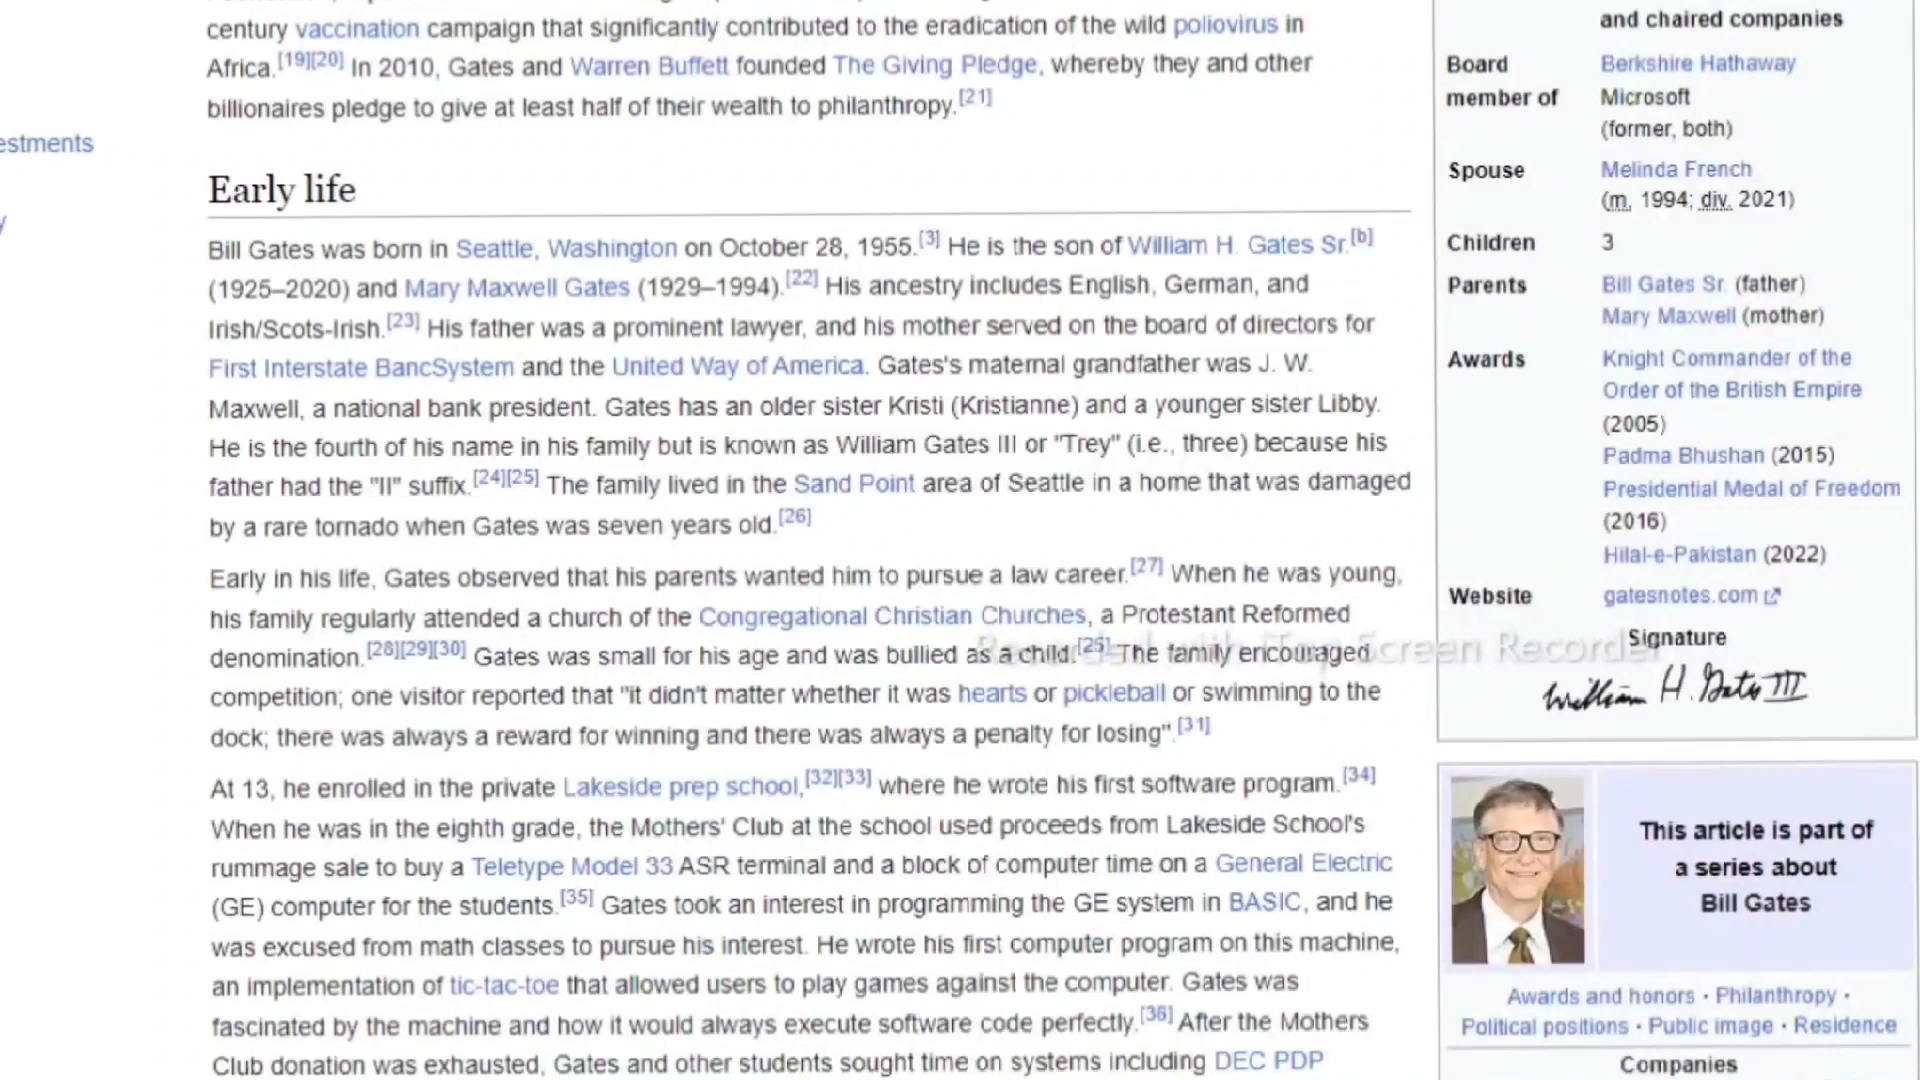 century vaccination campaign that significantly contributed to the eradication of the wild poliovirus in
Africa.[19][20] In 2010, Gates and Warren Buffett founded The Giving Pledge, whereby they and other
billionaires pledge to give at least half of their wealth to philanthropy.[21]
estments
Early life
Bill Gates was born in Seattle, Washington on October 28, 1955.[3] He is the son of William H. Gates Sr.[b]
(1925–2020) and Mary Maxwell Gates (1929–1994).[22] His ancestry includes English, German, and
Irish/Scots-Irish.[23] His father was a prominent lawyer, and his mother served on the board of directors for
First Interstate BancSystem and the United Way of America. Gates's maternal grandfather was J. W.
Maxwell, a national bank president. Gates has an older sister Kristi (Kristianne) and a younger sister Libby.
He is the fourth of his name in his family but is known as William Gates III or "Trey" (i.e., three) because his
father had the "II" suffix.[24][25] The family lived in the Sand Point area of Seattle in a home that was damaged
by a rare tornado when Gates was seven years old.[26]
Early in his life, Gates observed that his parents wanted him to pursue a law career.[27] When he was young,
his family regularly attended a church of the Congregational Christian Churches, a Protestant Reformed
denomination.[28][29][30] Gates was small for his age and was bullied as a child.[25] The family encouraged
competition; one visitor reported that "it didn't matter whether it was hearts or pickleball or swimming to the
dock; there was always a reward for winning and there was always a penalty for losing".[31]
At 13, he enrolled in the private Lakeside prep school,[32][33] where he wrote his first software program.[34]
When he was in the eighth grade, the Mothers' Club at the school used proceeds from Lakeside School's
rummage sale to buy a Teletype Model 33 ASR terminal and a block of computer time on a General Electric
(GE) computer for the students.[35] Gates took an interest in programming the GE system in BASIC, and he
was excused from math classes to pursue his interest. He wrote his first computer program on this machine,
an implementation of tic-tac-toe that allowed users to play games against the computer. Gates was
fascinated by the machine and how it would always execute software code perfectly.[36] After the Mothers
Club donation was exhausted, Gates and other students sought time on systems including DEC PDP
and chaired companies
Board member of
Berkshire Hathaway
Microsoft
(former, both)
Spouse
Melinda French
(m. 1994; div. 2021)
Children
3
Parents
Bill Gates Sr. (father)
Mary Maxwell (mother)
Awards
Knight Commander of the
Order of the British Empire
(2005)
Padma Bhushan (2015)
Presidential Medal of Freedom
(2016)
Hilal-e-Pakistan (2022)
Website
gatesnotes.com
Signature
William H. Gates III
Recorded with iTop Screen Recorder
This article is part of
a series about
Bill Gates
Awards and honors · Philanthropy ·
Political positions · Public image · Residence
Companies